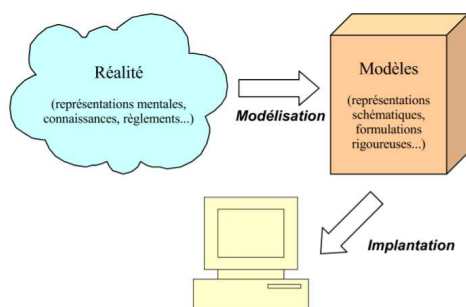 Réalité
(représentations mentales,
connaissances, règlements...)
Modélisation
Modèles
(représentations
schématiques,
formulations
rigoureuses...)
Implantation